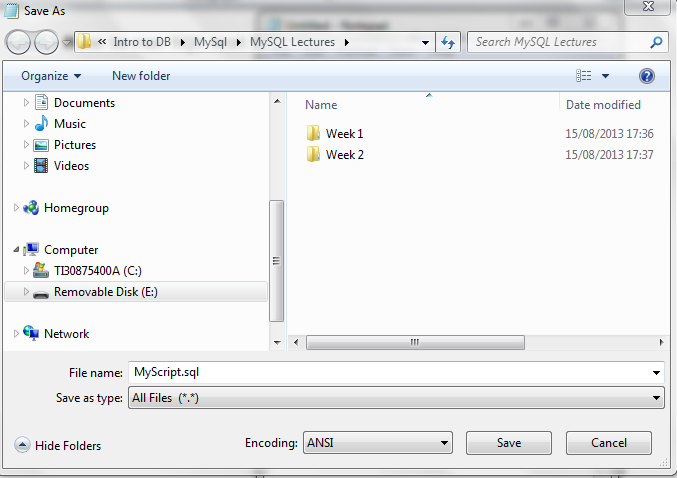 Save As
Untitled - Notepad
« Intro to DB ▸ MySql ▸ MySQL Lectures ▸
Search MySQL Lectures
Organize
New folder
Documents
Music
Pictures
Videos
Homegroup
Computer
TI30875400A (C:)
Removable Disk (E:)
Network
Name
Date modified
Week 1
15/08/2013 17:36
Week 2
15/08/2013 17:37
File name:
MyScript.sql
Save as type:
All Files (*.*)
Hide Folders
Encoding:
ANSI
Save
Cancel